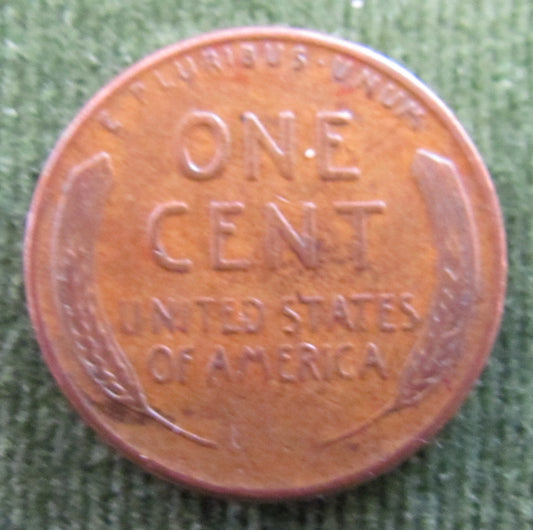 E PLURIBUS · UNUM
ONE
CENT
UNITED STATES
OF AMERICA